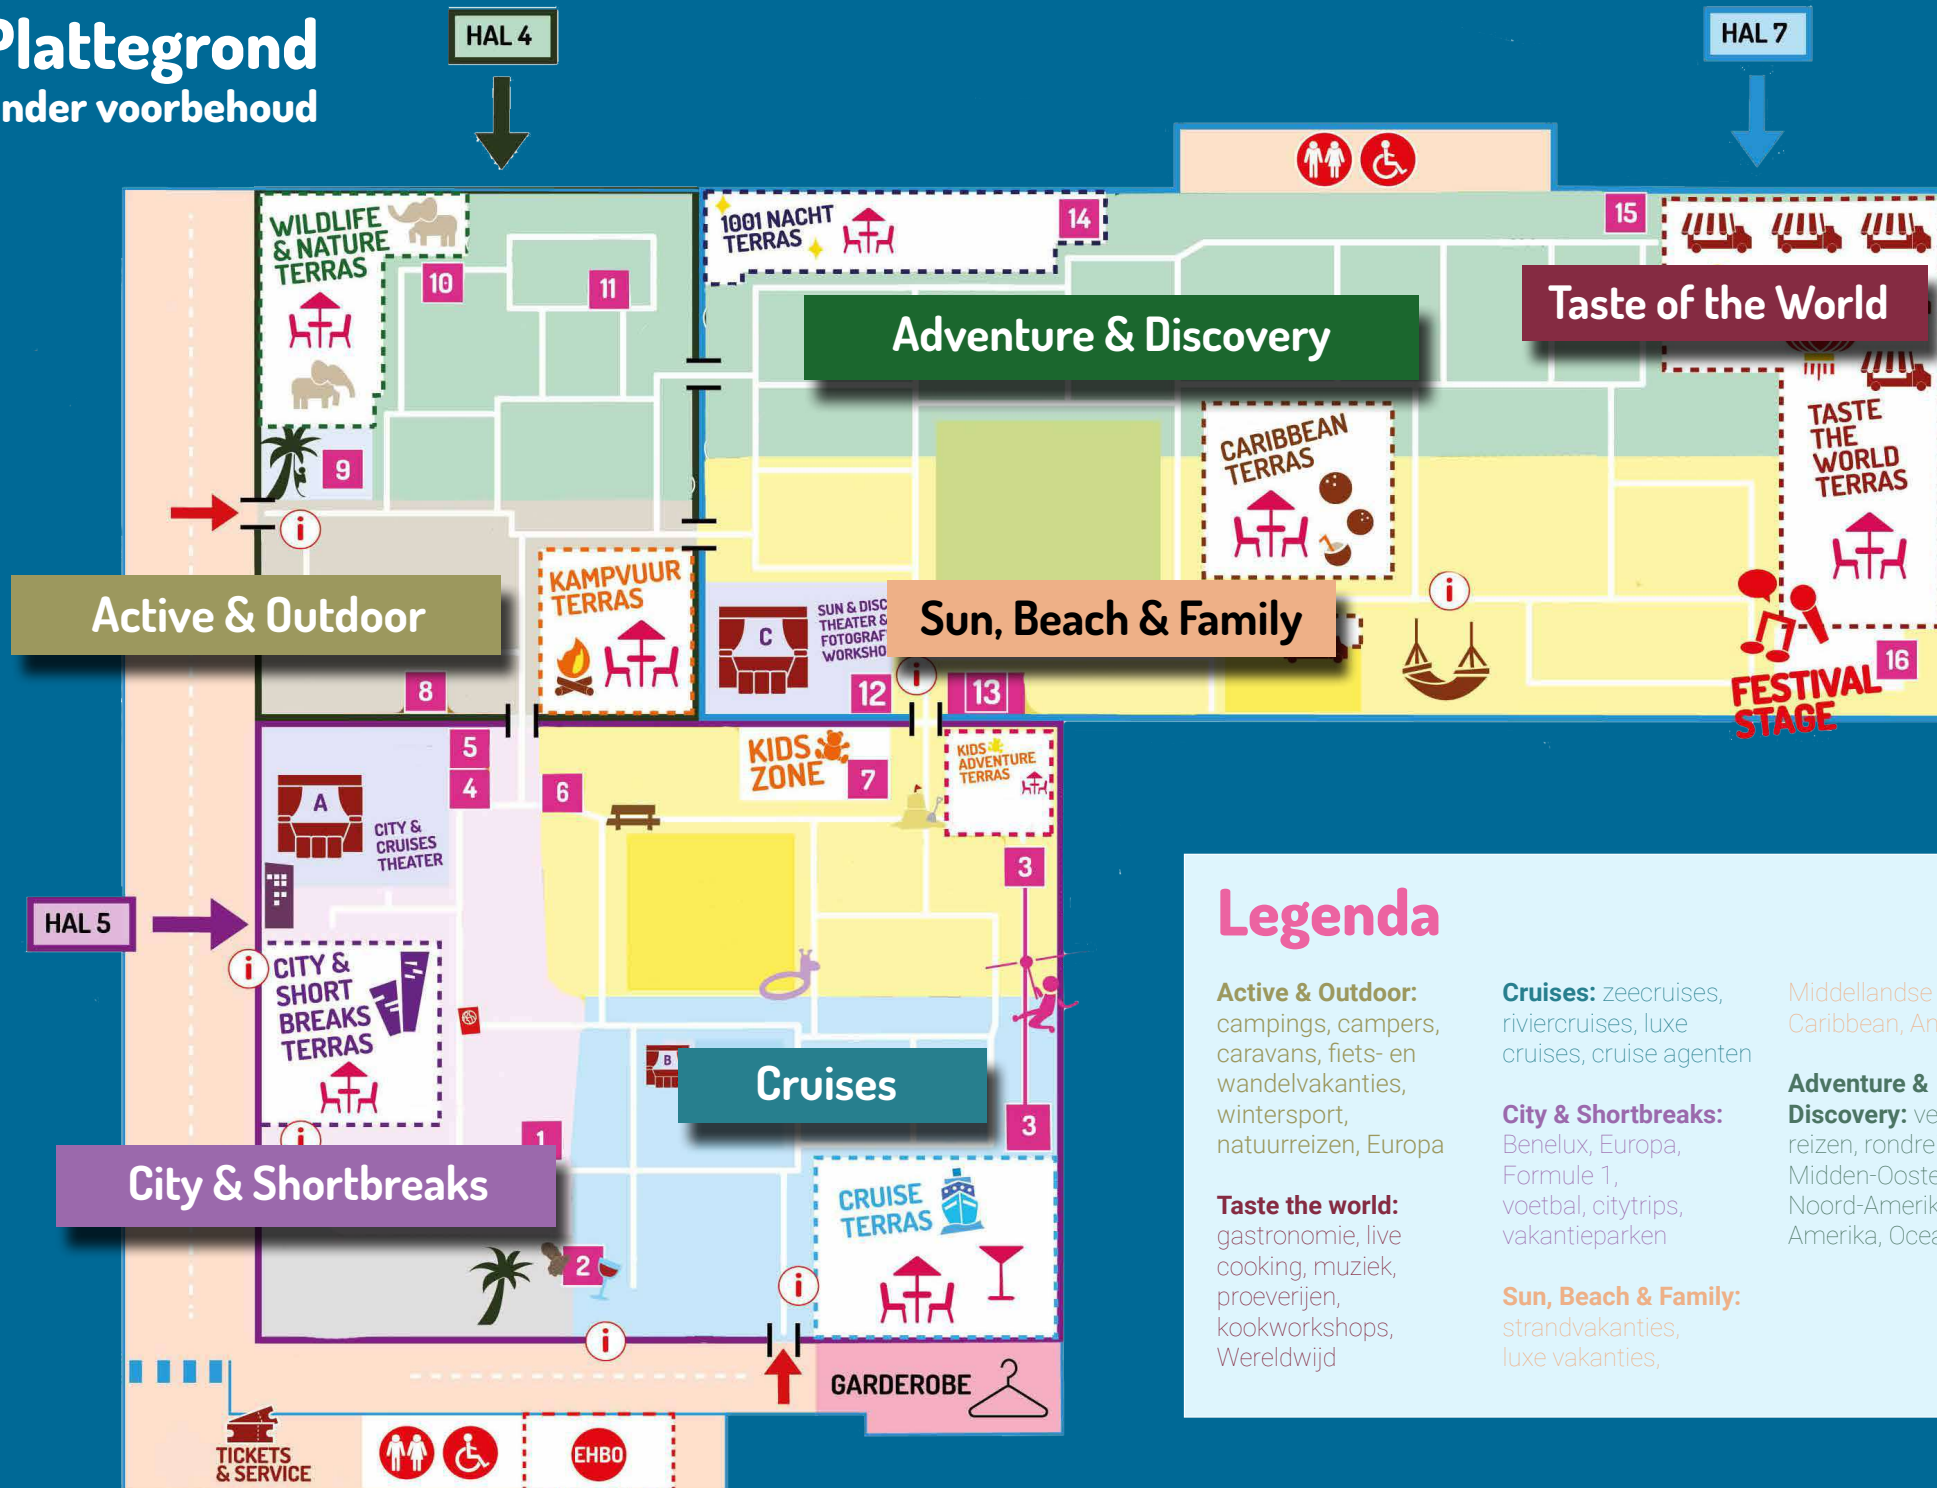 Plattegrond
nder voorbehoud
HAL 4
HAL 7
WILDLIFE
& NATURE
TERRAS
10
11
9
1001 NACHT
TERRAS
14
15
Adventure & Discovery
Taste of the World
CARIBBEAN
TERRAS
TASTE
THE
WORLD
TERRAS
i
Active & Outdoor
KAMPVUUR
TERRAS
8
C
SUN & DISC
THEATER &
FOTOGRAF
WORKSHO
12
Sun, Beach & Family
i
13
i
16
FESTIVAL
STAGE
5
4
6
A
CITY &
CRUISES
THEATER
KIDS
ZONE
7
KIDS
ADVENTURE
TERRAS
3
HAL 5
i
CITY &
SHORT
BREAKS
TERRAS
i
B
Cruises
3
1
City & Shortbreaks
2
CRUISE
TERRAS
i
i
GARDEROBE
TICKETS
& SERVICE
EHBO
Legenda
Active & Outdoor:
campings, campers,
caravans, fiets- en
wandelvakanties,
wintersport,
natuurreizen, Europa
Taste the world:
gastronomie, live
cooking, muziek,
proeverijen,
kookworkshops,
Wereldwijd
Cruises: zeecruises,
riviercruises, luxe
cruises, cruise agenten
City & Shortbreaks:
Benelux, Europa,
Formule 1,
voetbal, citytrips,
vakantieparken
Sun, Beach & Family:
strandvakanties,
luxe vakanties,
Middellandse
Caribbean, An
Adventure &
Discovery: ve
reizen, rondre
Midden-Ooste
Noord-Amerik
Amerika, Ocea